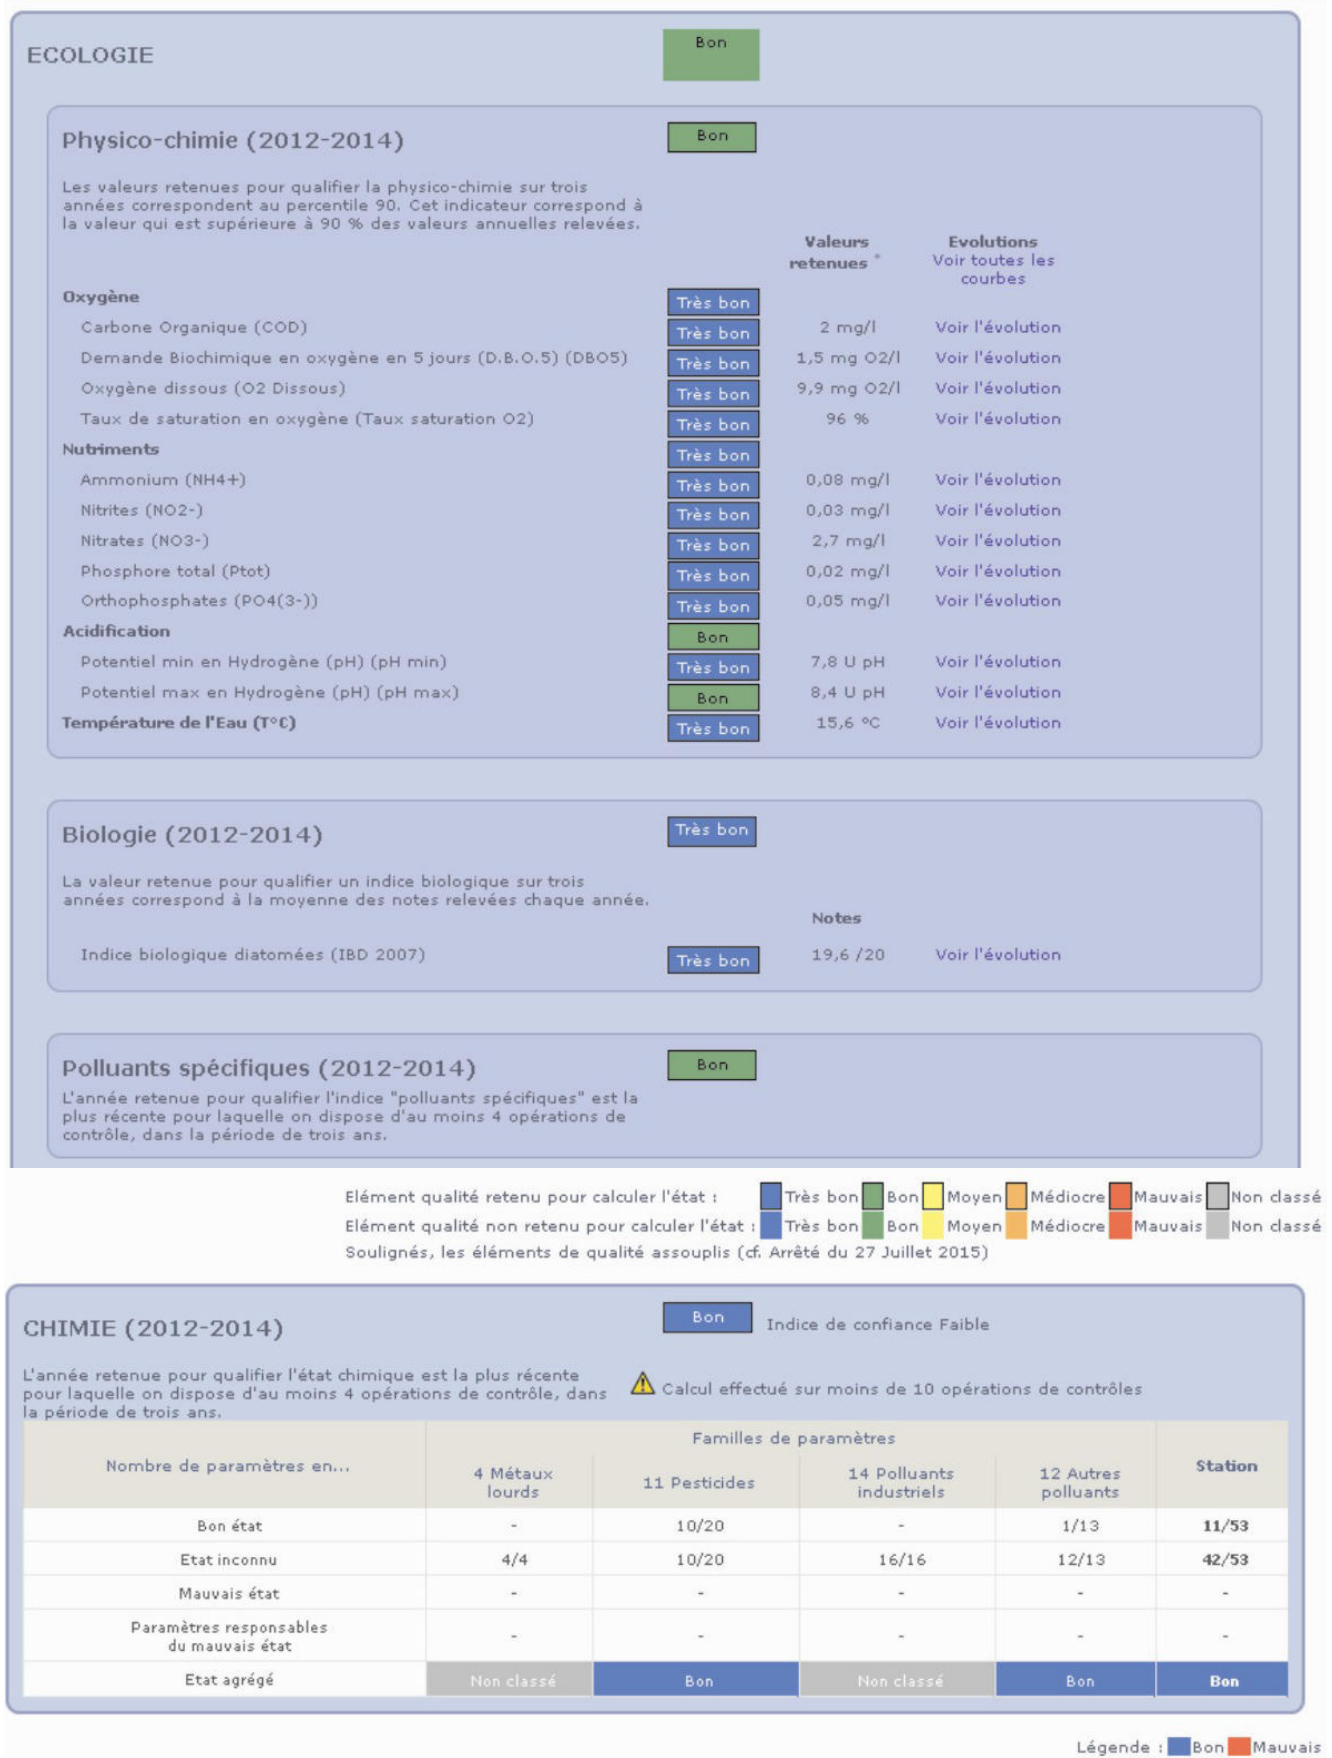 ECOLOGIE
Bon
Physico-chimie (2012-2014)
Bon
Les valeurs retenues pour qualifier la physico-chimie sur trois
années correspondent au percentile 90. Cet indicateur correspond à
la valeur qui est supérieure à 90 % des valeurs annuelles relevées.
Valeurs retenues *
Evolutions
Voir toutes les courbes
Oxygène Très bon
Carbone Organique (COD) Très bon 2 mg/l Voir l'évolution
Demande Biochimique en oxygène en 5 jours (D.B.O.5) (DBO5) Très bon 1,5 mg O2/l Voir l'évolution
Oxygène dissous (O2 Dissous) Très bon 9,9 mg O2/l Voir l'évolution
Taux de saturation en oxygène (Taux saturation O2) Très bon 96 % Voir l'évolution
Nutriments Très bon
Ammonium (NH4+) Très bon 0,08 mg/l Voir l'évolution
Nitrites (NO2-) Très bon 0,03 mg/l Voir l'évolution
Nitrates (NO3-) Très bon 2,7 mg/l Voir l'évolution
Phosphore total (Ptot) Très bon 0,02 mg/l Voir l'évolution
Orthophosphates (PO4(3-)) Très bon 0,05 mg/l Voir l'évolution
Acidification Bon
Potentiel min en Hydrogène (pH) (pH min) Très bon 7,8 U pH Voir l'évolution
Potentiel max en Hydrogène (pH) (pH max) Bon 8,4 U pH Voir l'évolution
Température de l'Eau (T°C) Très bon 15,6 °C Voir l'évolution
Biologie (2012-2014)
Très bon
La valeur retenue pour qualifier un indice biologique sur trois
années correspond à la moyenne des notes relevées chaque année.
Notes
Indice biologique diatomées (IBD 2007) Très bon 19,6 /20 Voir l'évolution
Polluants spécifiques (2012-2014)
Bon
L'année retenue pour qualifier l'indice "polluants spécifiques" est la
plus récente pour laquelle on dispose d'au moins 4 opérations de
contrôle, dans la période de trois ans.
Elément qualité retenu pour calculer l'état : Très bon Bon Moyen Médiocre Mauvais Non classé
Elément qualité non retenu pour calculer l'état : Très bon Bon Moyen Médiocre Mauvais Non classé
Soulignés, les éléments de qualité assouplis (cf. Arrêté du 27 Juillet 2015)
CHIMIE (2012-2014)
Bon
Indice de confiance Faible
L'année retenue pour qualifier l'état chimique est la plus récente
pour laquelle on dispose d'au moins 4 opérations de contrôle, dans
la période de trois ans.
Calcul effectué sur moins de 10 opérations de contrôles
Nombre de paramètres en...
Familles de paramètres
4 Métaux lourds
11 Pesticides
14 Polluants industriels
12 Autres polluants
Station
Bon état - 10/20 - 1/13 11/53
Etat inconnu 4/4 10/20 16/16 12/13 42/53
Mauvais état - - - - -
Paramètres responsables
du mauvais état - - - - -
Etat agrégé Non classé Bon Non classé Bon Bon
Légende : Bon Mauvais